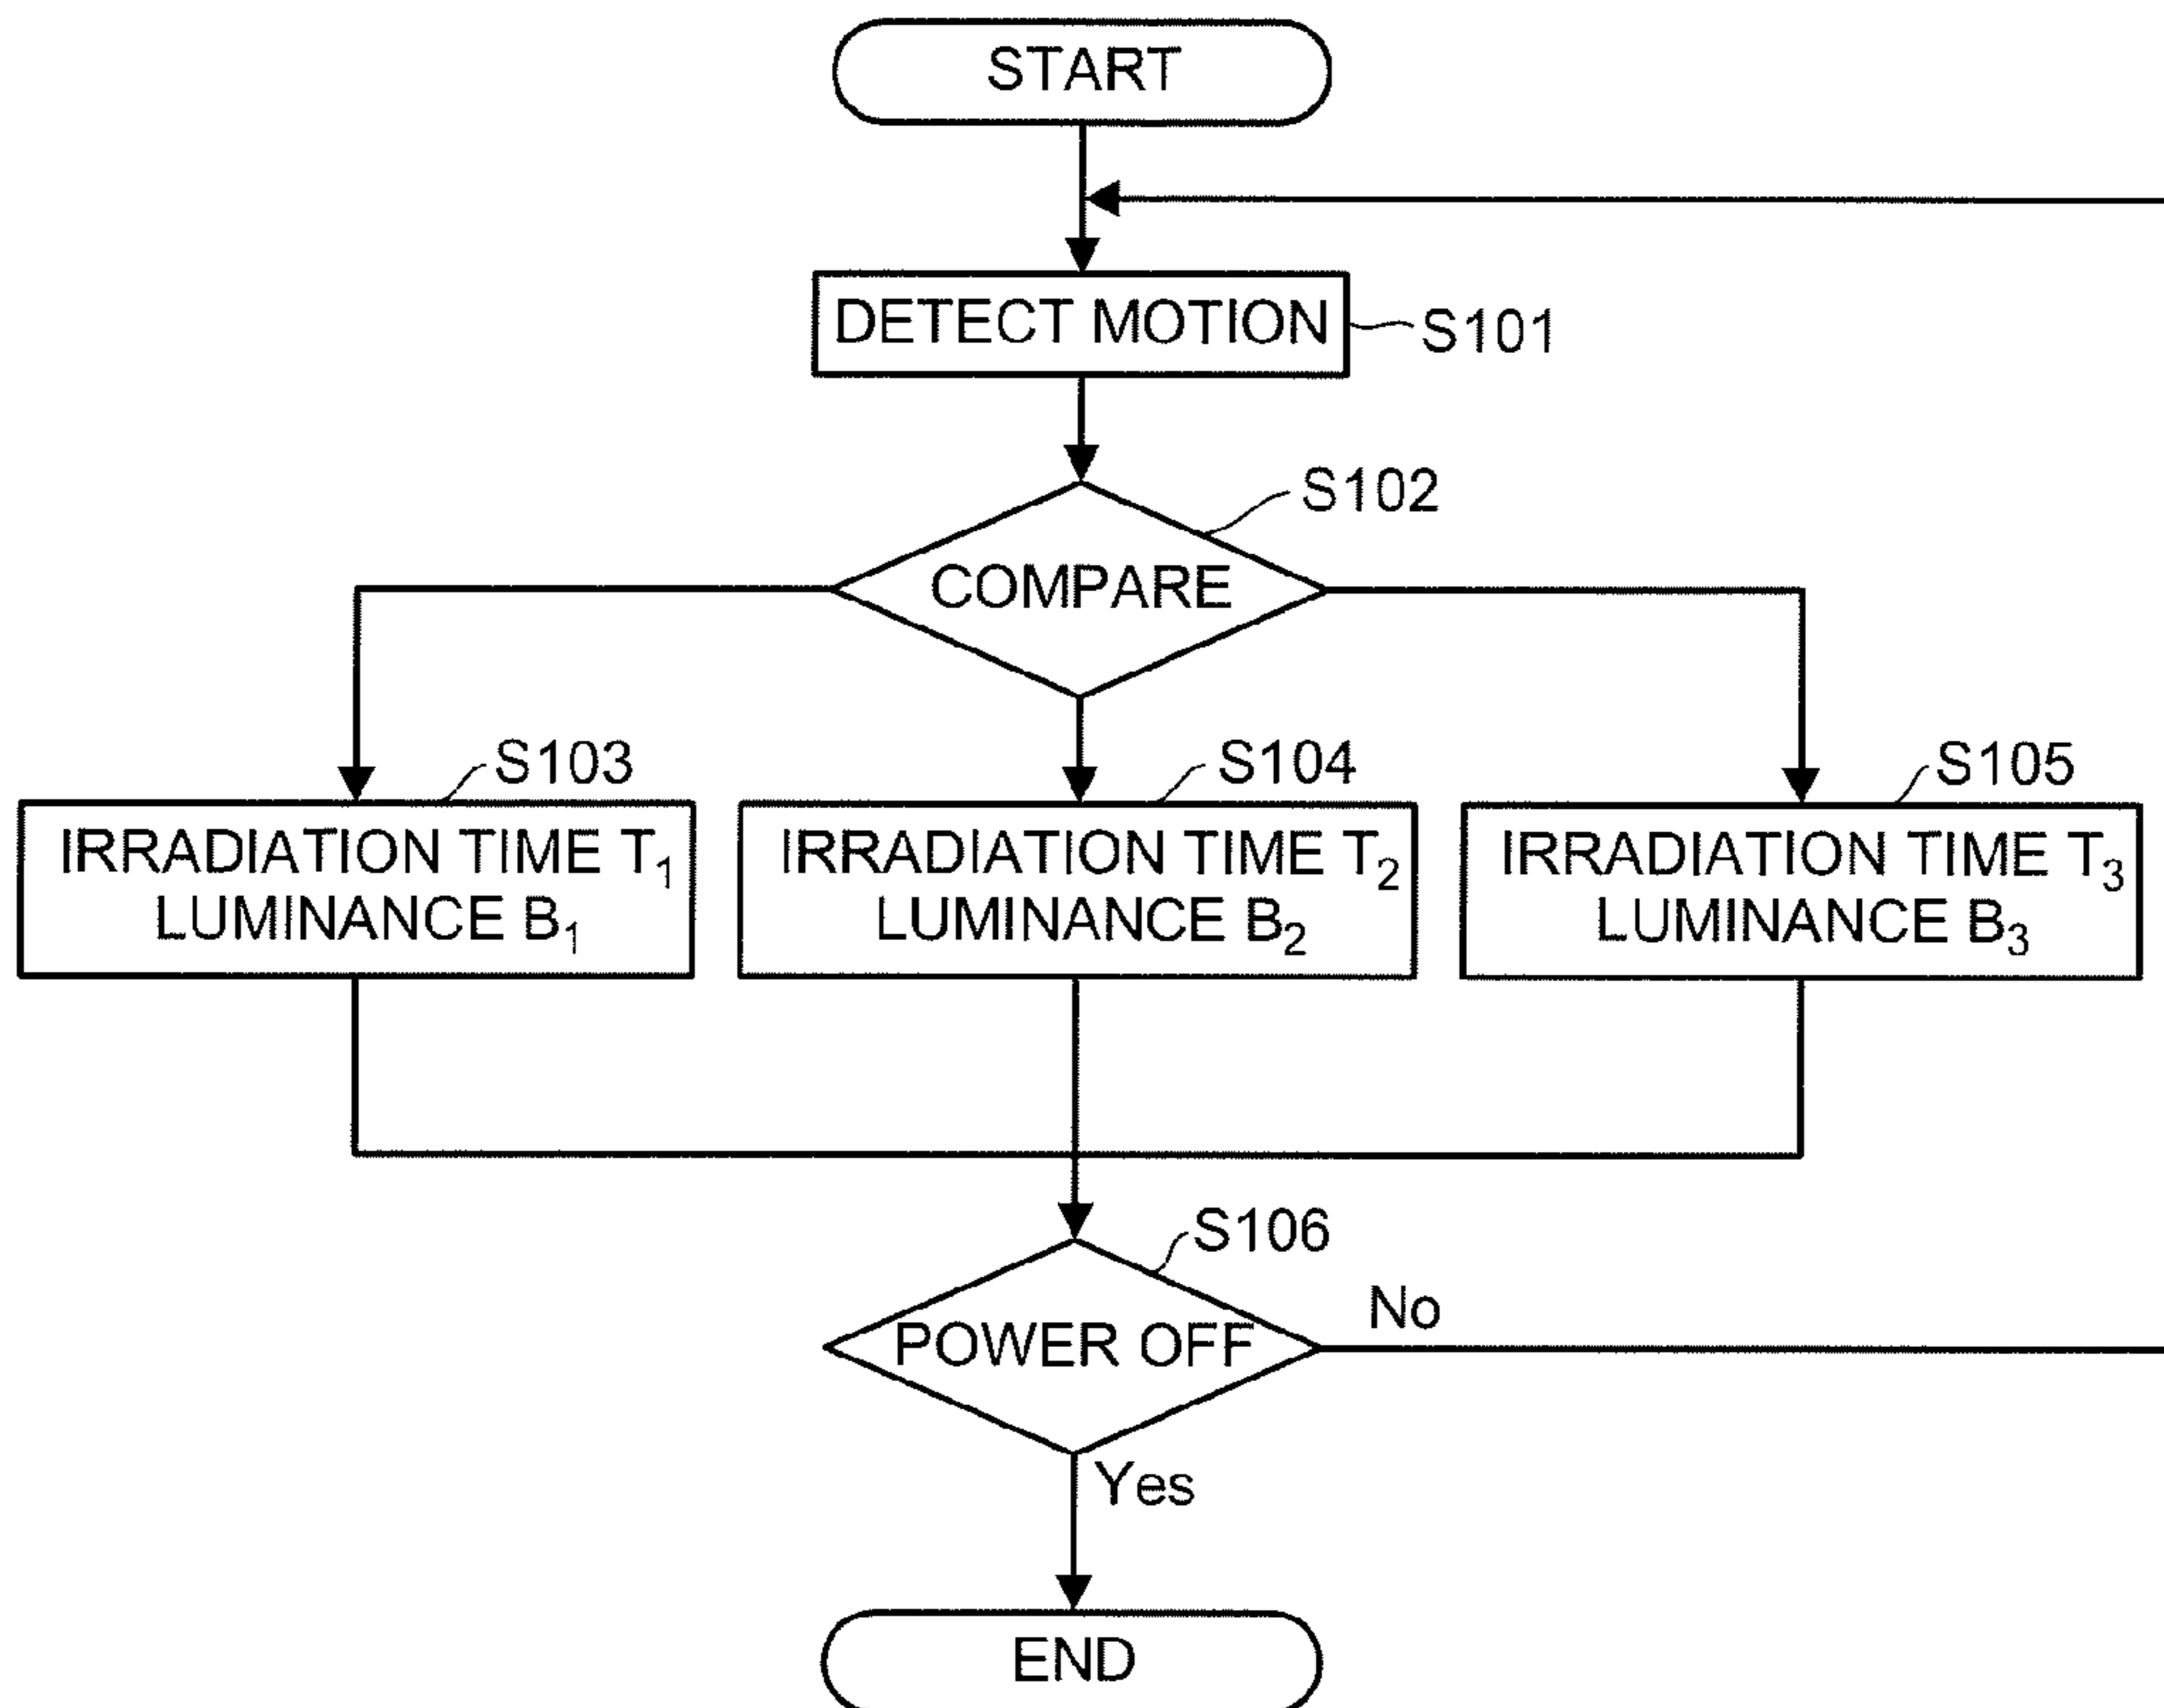 START
DETECT MOTION
S101
S102
COMPARE
S103
S104
S105
IRRADIATION TIME T₁
LUMINANCE B₁
IRRADIATION TIME T₂
LUMINANCE B₂
IRRADIATION TIME T₃
LUMINANCE B₃
S106
POWER OFF
No
Yes
END